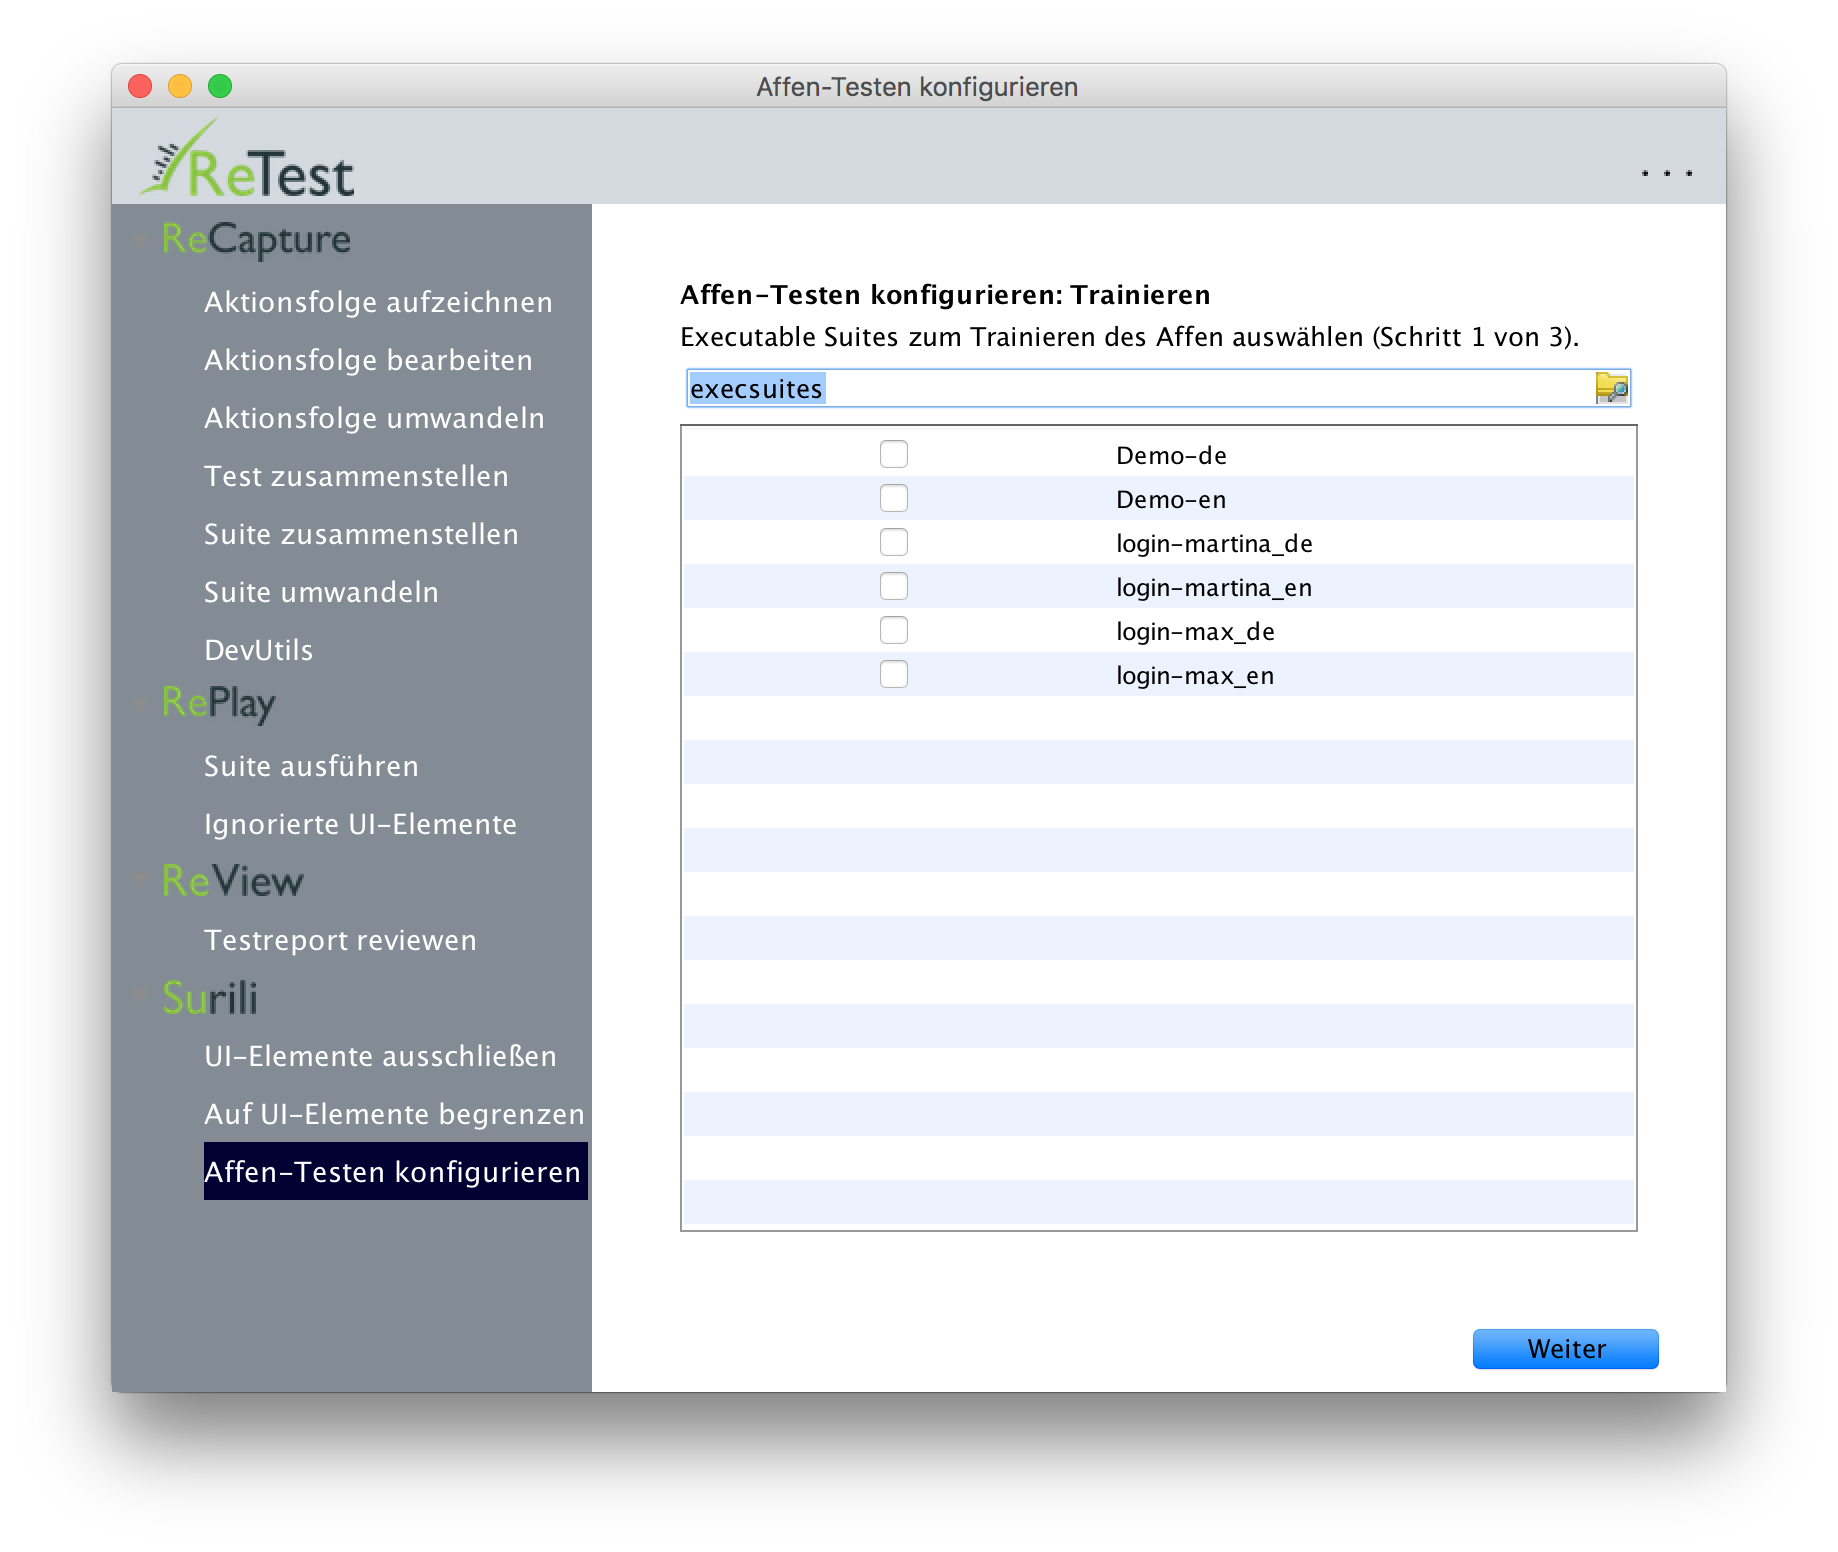 Affen-Testen konfigurieren
ReTest
...
ReCapture
Aktionsfolge aufzeichnen
Aktionsfolge bearbeiten
Aktionsfolge umwandeln
Test zusammenstellen
Suite zusammenstellen
Suite umwandeln
DevUtils
RePlay
Suite ausführen
Ignorierte UI-Elemente
ReView
Testreport reviewen
Surili
UI-Elemente ausschließen
Auf UI-Elemente begrenzen
Affen-Testen konfigurieren
Affen-Testen konfigurieren: Trainieren
Executable Suites zum Trainieren des Affen auswählen (Schritt 1 von 3).
execsuites
Demo-de
Demo-en
login-martina_de
login-martina_en
login-max_de
login-max_en
Weiter